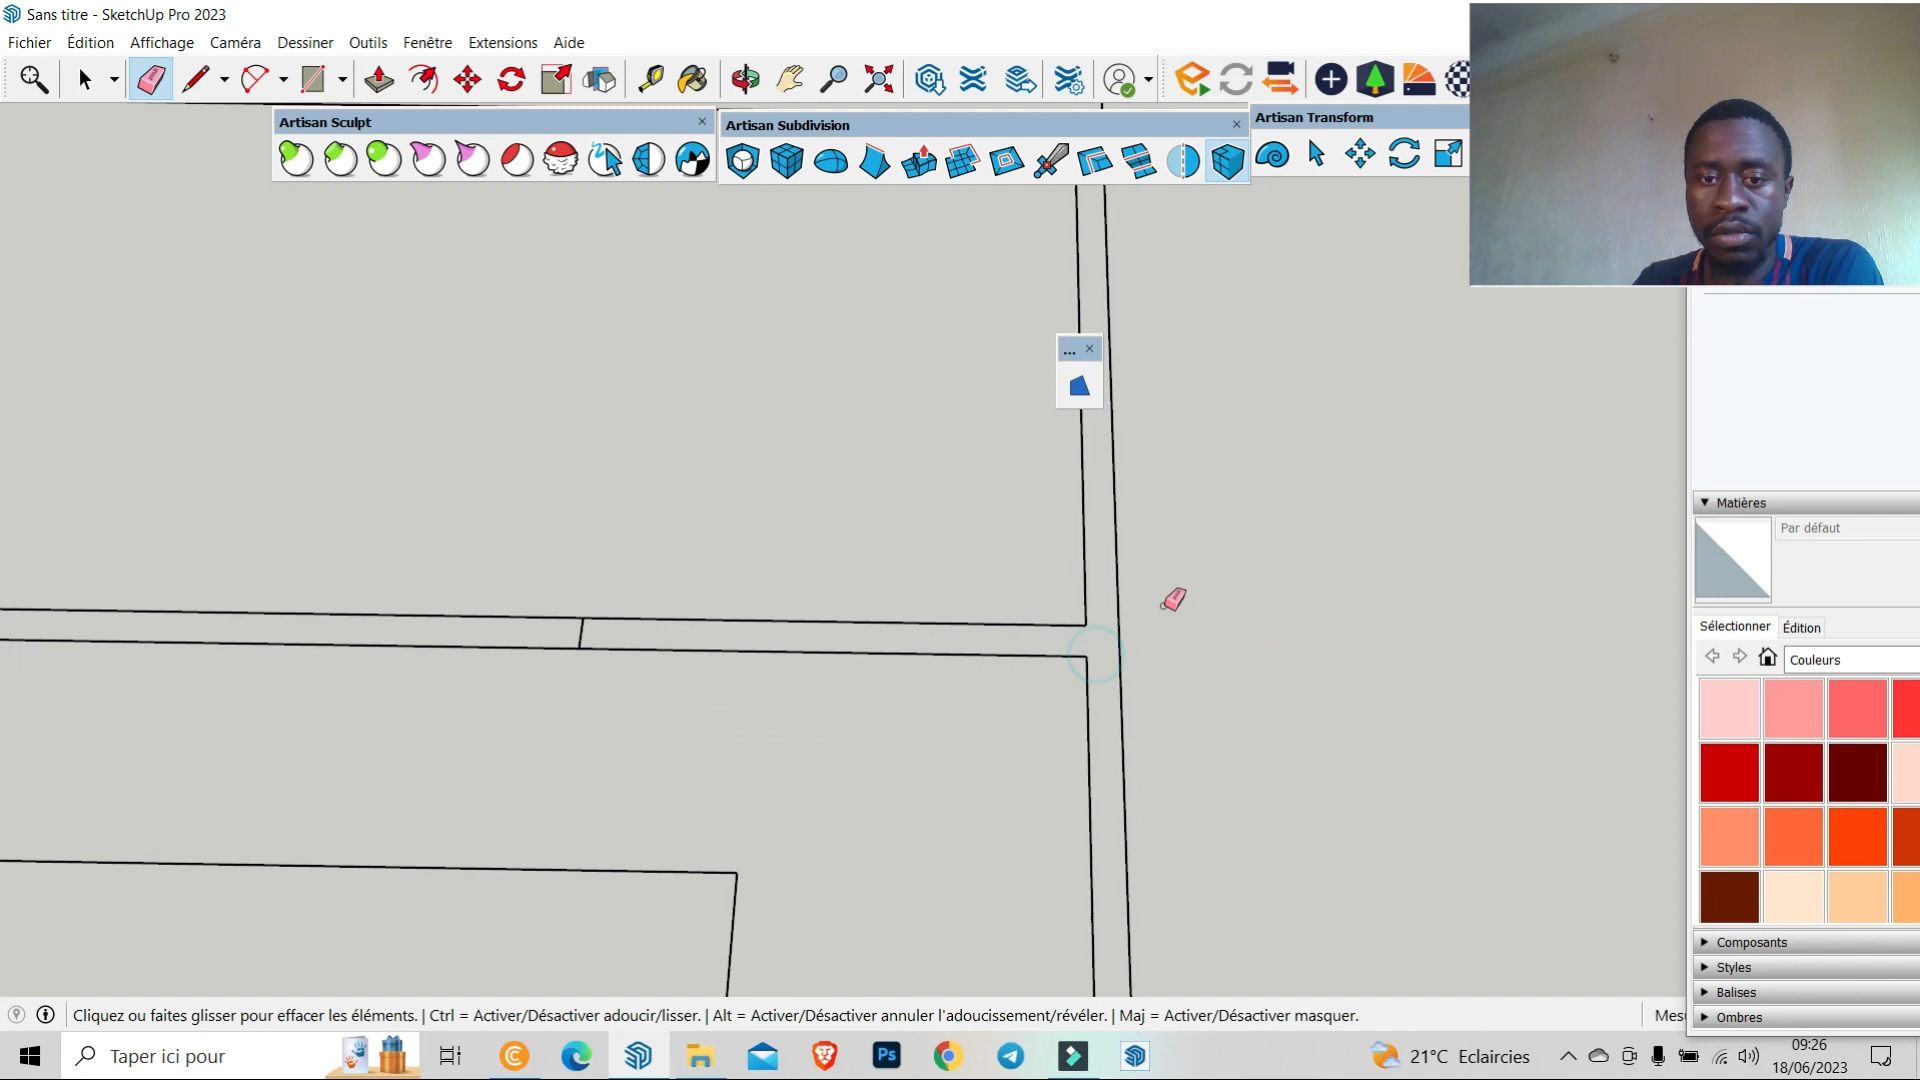 Sans titre - SketchUp Pro 2023
Fichier Édition Affichage Caméra Dessiner Outils Fenêtre Extensions Aide
Artisan Sculpt
Artisan Subdivision
Artisan Transform
...
Matières
Par défaut
Sélectionner Édition
Couleurs
Composants
Styles
Balises
Ombres
Cliquez ou faites glisser pour effacer les éléments. | Ctrl = Activer/Désactiver adoucir/lisser. | Alt = Activer/Désactiver annuler l'adoucissement/révéler. | Maj = Activer/Désactiver masquer.
Taper ici pour
Ps
21°C Eclaircies
09:26
18/06/2023